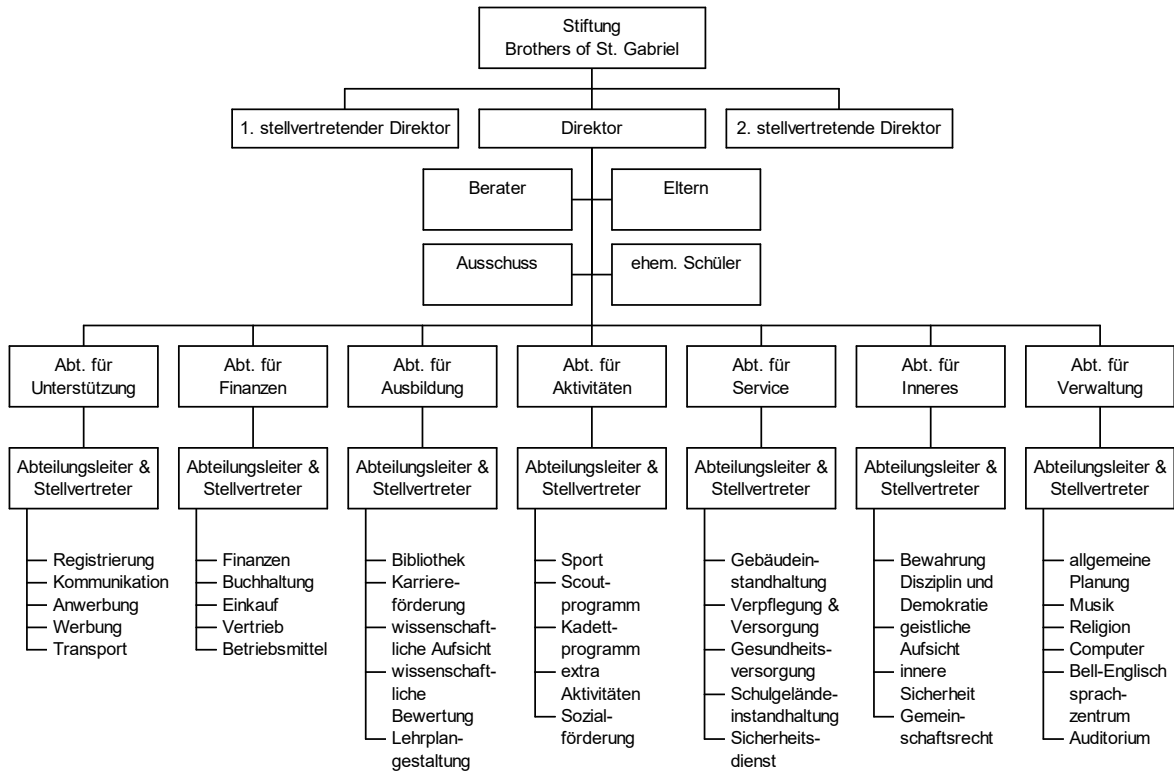 Stiftung
Brothers of St. Gabriel
1. stellvertretender Direktor
Direktor
2. stellvertretende Direktor
Berater
Eltern
Ausschuss
ehem. Schüler
Abt. für
Unterstützung
Abt. für
Finanzen
Abt. für
Ausbildung
Abt. für
Aktivitäten
Abt. für
Service
Abt. für
Inneres
Abt. für
Verwaltung
Abteilungsleiter &
Stellvertreter
Abteilungsleiter &
Stellvertreter
Abteilungsleiter &
Stellvertreter
Abteilungsleiter &
Stellvertreter
Abteilungsleiter &
Stellvertreter
Abteilungsleiter &
Stellvertreter
Abteilungsleiter &
Stellvertreter
Registrierung
Kommunikation
Anwerbung
Werbung
Transport
Finanzen
Buchhaltung
Einkauf
Vertrieb
Betriebsmittel
Bibliothek
Karriere-
förderung
wissenschaft-
liche Aufsicht
wissenschaft-
liche
Bewertung
Lehrplan-
gestaltung
Sport
Scout-
programm
Kadett-
programm
extra
Aktivitäten
Sozial-
förderung
Gebäudein-
standhaltung
Verpflegung &
Versorgung
Gesundheits-
versorgung
Schulgelände-
instandhaltung
Sicherheits-
dienst
Bewahrung
Disziplin und
Demokratie
geistliche
Aufsicht
innere
Sicherheit
Gemein-
schaftsrecht
allgemeine
Planung
Musik
Religion
Computer
Bell-Englisch
sprach-
zentrum
Auditorium